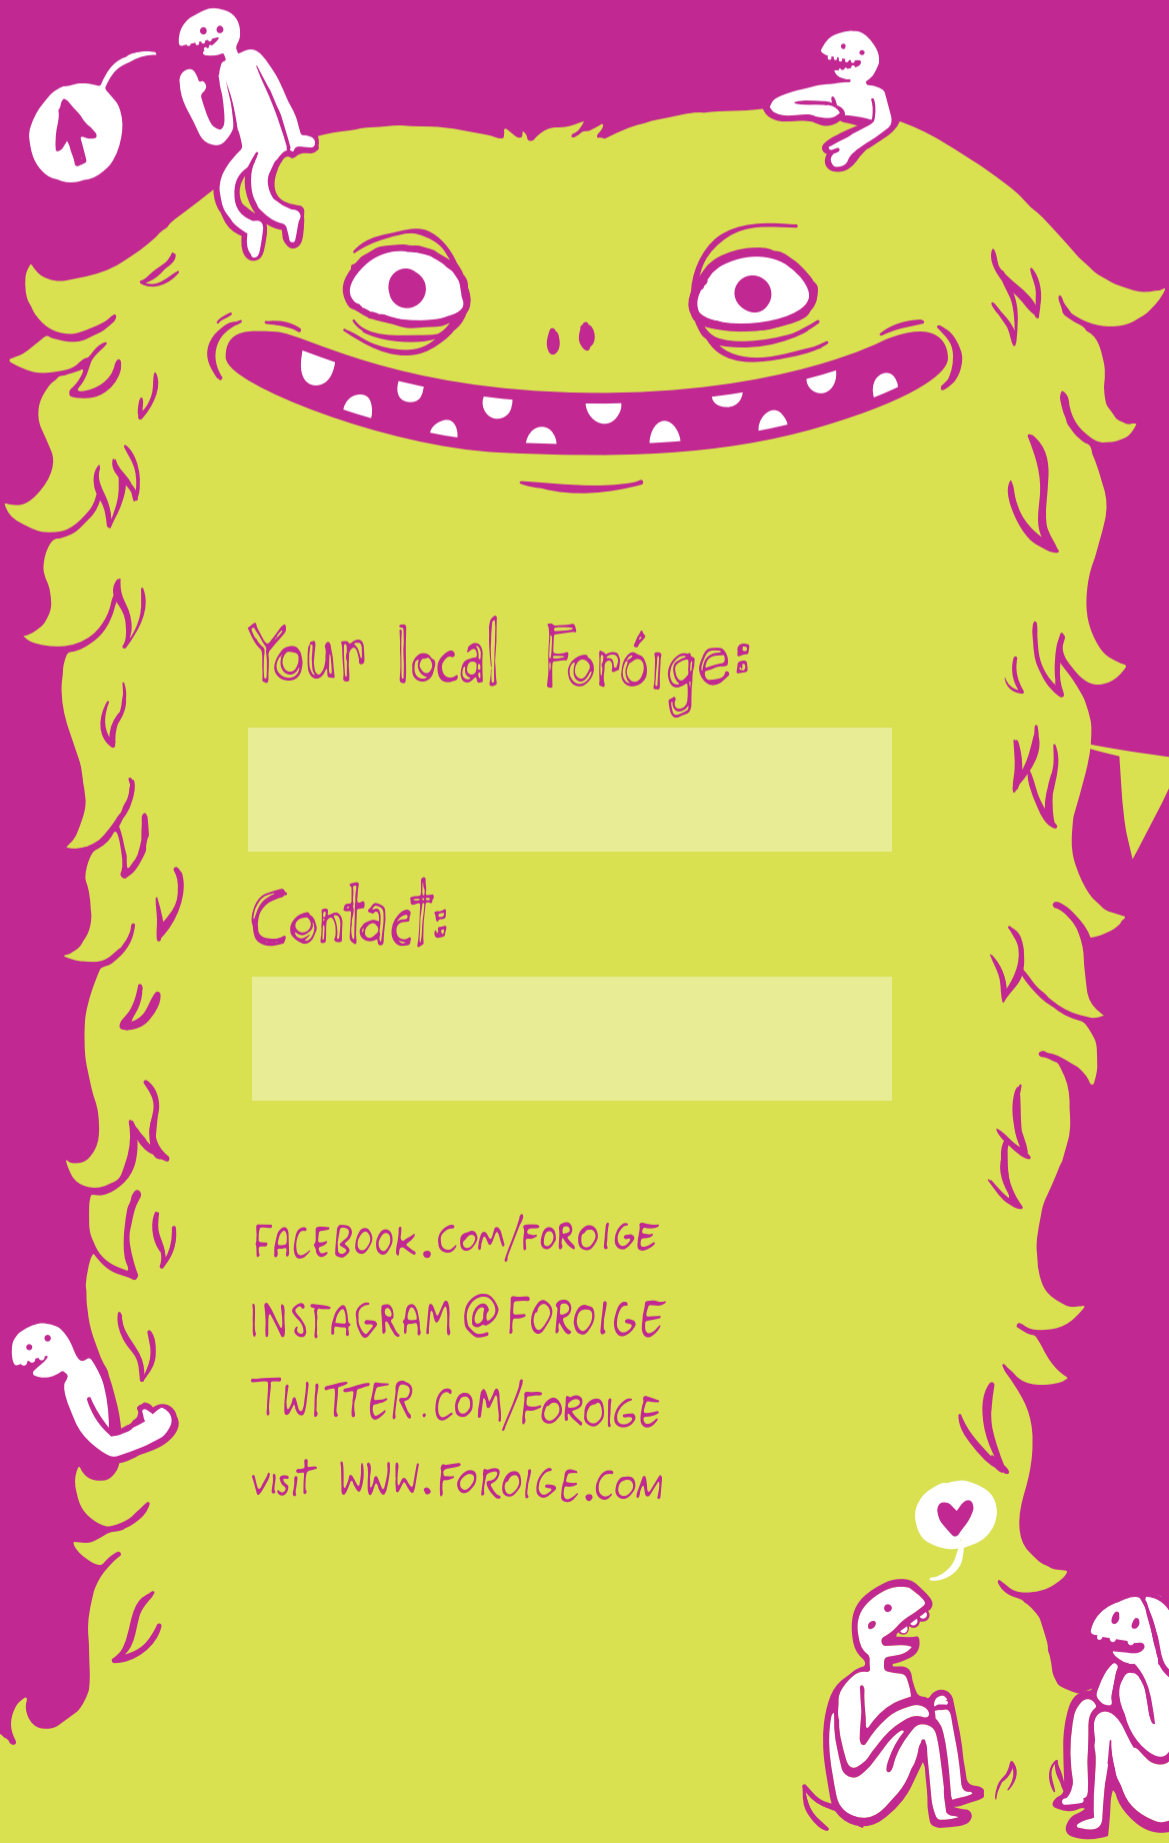 Your local Foróige:
Contact:
FACEBOOK.COM/FOROIGE
INSTAGRAM@FOROIGE
TWITTER.COM/FOROIGE
visit WWW.FOROIGE.COM